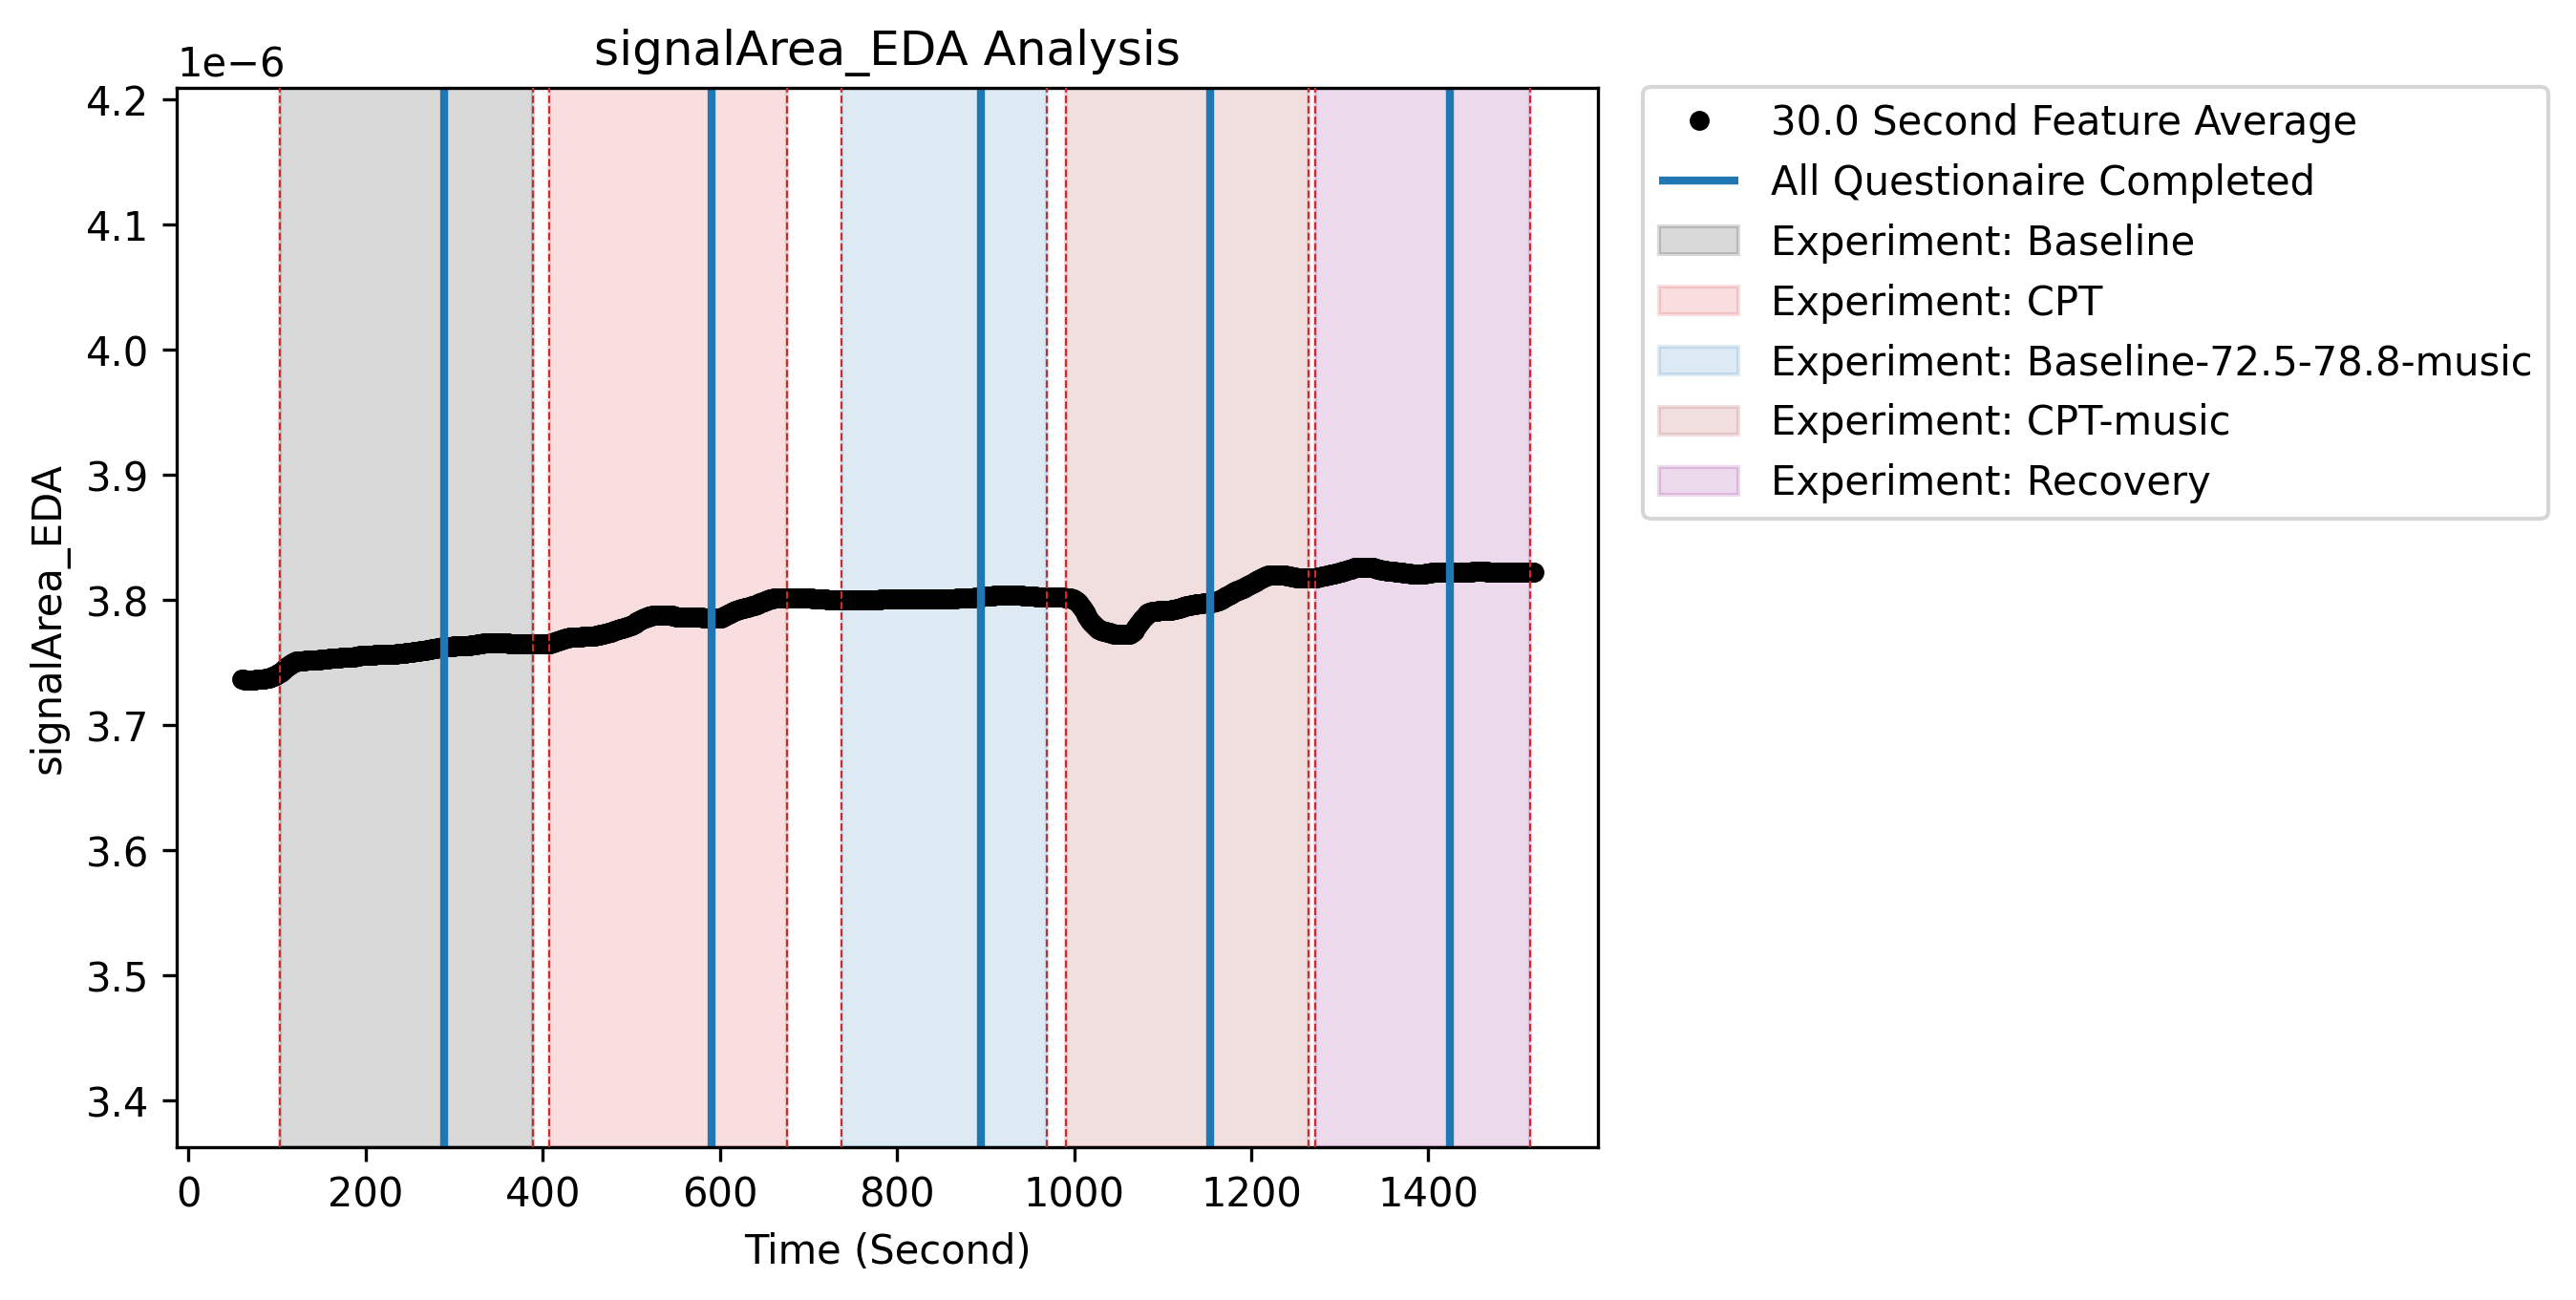 signalArea_EDA Analysis
1e−6
4.2
4.1
4.0
3.9
3.8
3.7
3.6
3.5
3.4
signalArea_EDA
0 200 400 600 800 1000 1200 1400
Time (Second)
30.0 Second Feature Average
All Questionaire Completed
Experiment: Baseline
Experiment: CPT
Experiment: Baseline-72.5-78.8-music
Experiment: CPT-music
Experiment: Recovery